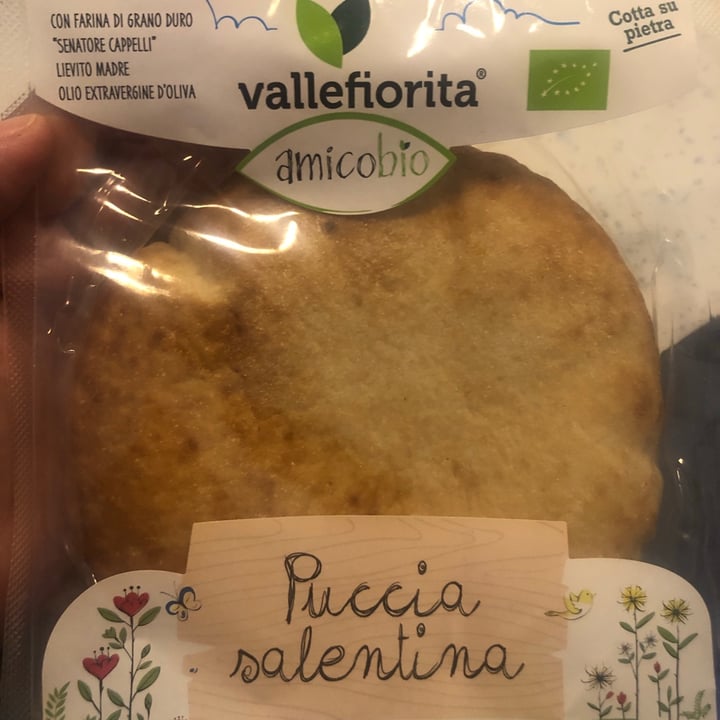 CON FARINA DI GRANO DURO
"SENATORE CAPPELLI"
LIEVITO MADRE
OLIO EXTRAVERGINE D'OLIVA
vallefiorita®
Cotta su
pietra
amicobio
Puccia
salentina